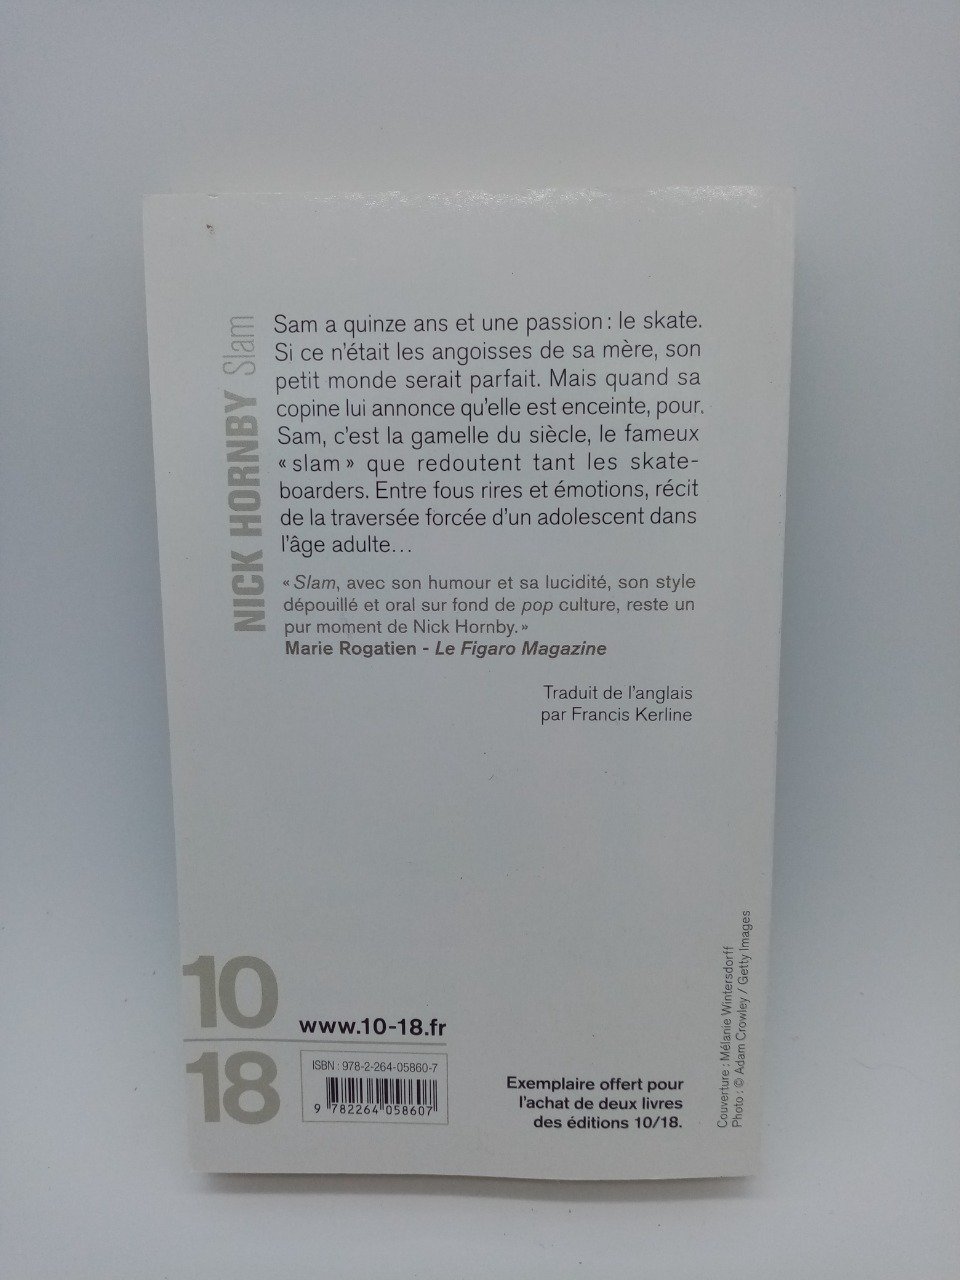 NICK HORNBY Slam
Sam a quinze ans et une passion : le skate.
Si ce n'était les angoisses de sa mère, son
petit monde serait parfait. Mais quand sa
copine lui annonce qu'elle est enceinte, pour
Sam, c'est la gamelle du siècle, le fameux
« slam » que redoutent tant les skate-
boarders. Entre fous rires et émotions, récit
de la traversée forcée d'un adolescent dans
l'âge adulte...
« Slam, avec son humour et sa lucidité, son style
dépouillé et oral sur fond de pop culture, reste un
pur moment de Nick Hornby. »
Marie Rogatien - Le Figaro Magazine
Traduit de l'anglais
par Francis Kerline
10
18
www.10-18.fr
ISBN : 978-2-264-05860-7
9 782264 058607
Exemplaire offert pour
l'achat de deux livres
des éditions 10/18.
Couverture : Mélanie Wintersdorff
Photo : © Adam Crowley / Getty Images